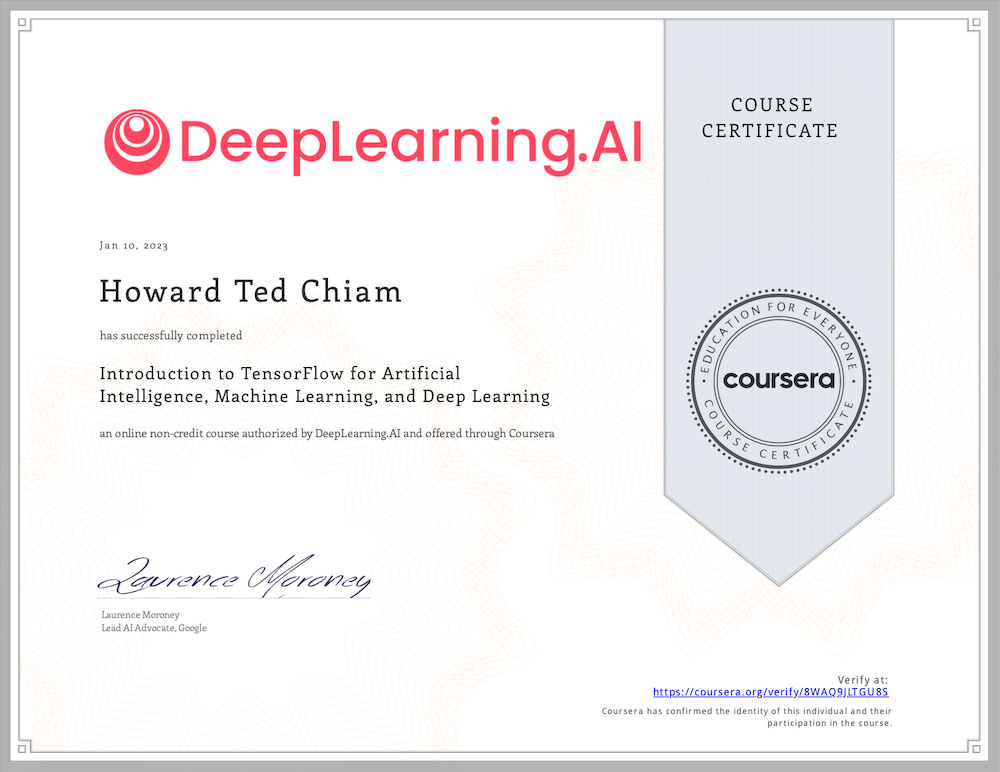 DeepLearning.AI
COURSE
CERTIFICATE
Jan 10, 2023
Howard Ted Chiam
has successfully completed
Introduction to TensorFlow for Artificial
Intelligence, Machine Learning, and Deep Learning
an online non-credit course authorized by DeepLearning.AI and offered through Coursera
EDUCATION FOR EVERYONE
coursera
COURSE CERTIFICATE
Laurence Moroney
Laurence Moroney
Lead AI Advocate, Google
Verify at:
https://coursera.org/verify/8WAQ9JLTGU8S
Coursera has confirmed the identity of this individual and their
participation in the course.